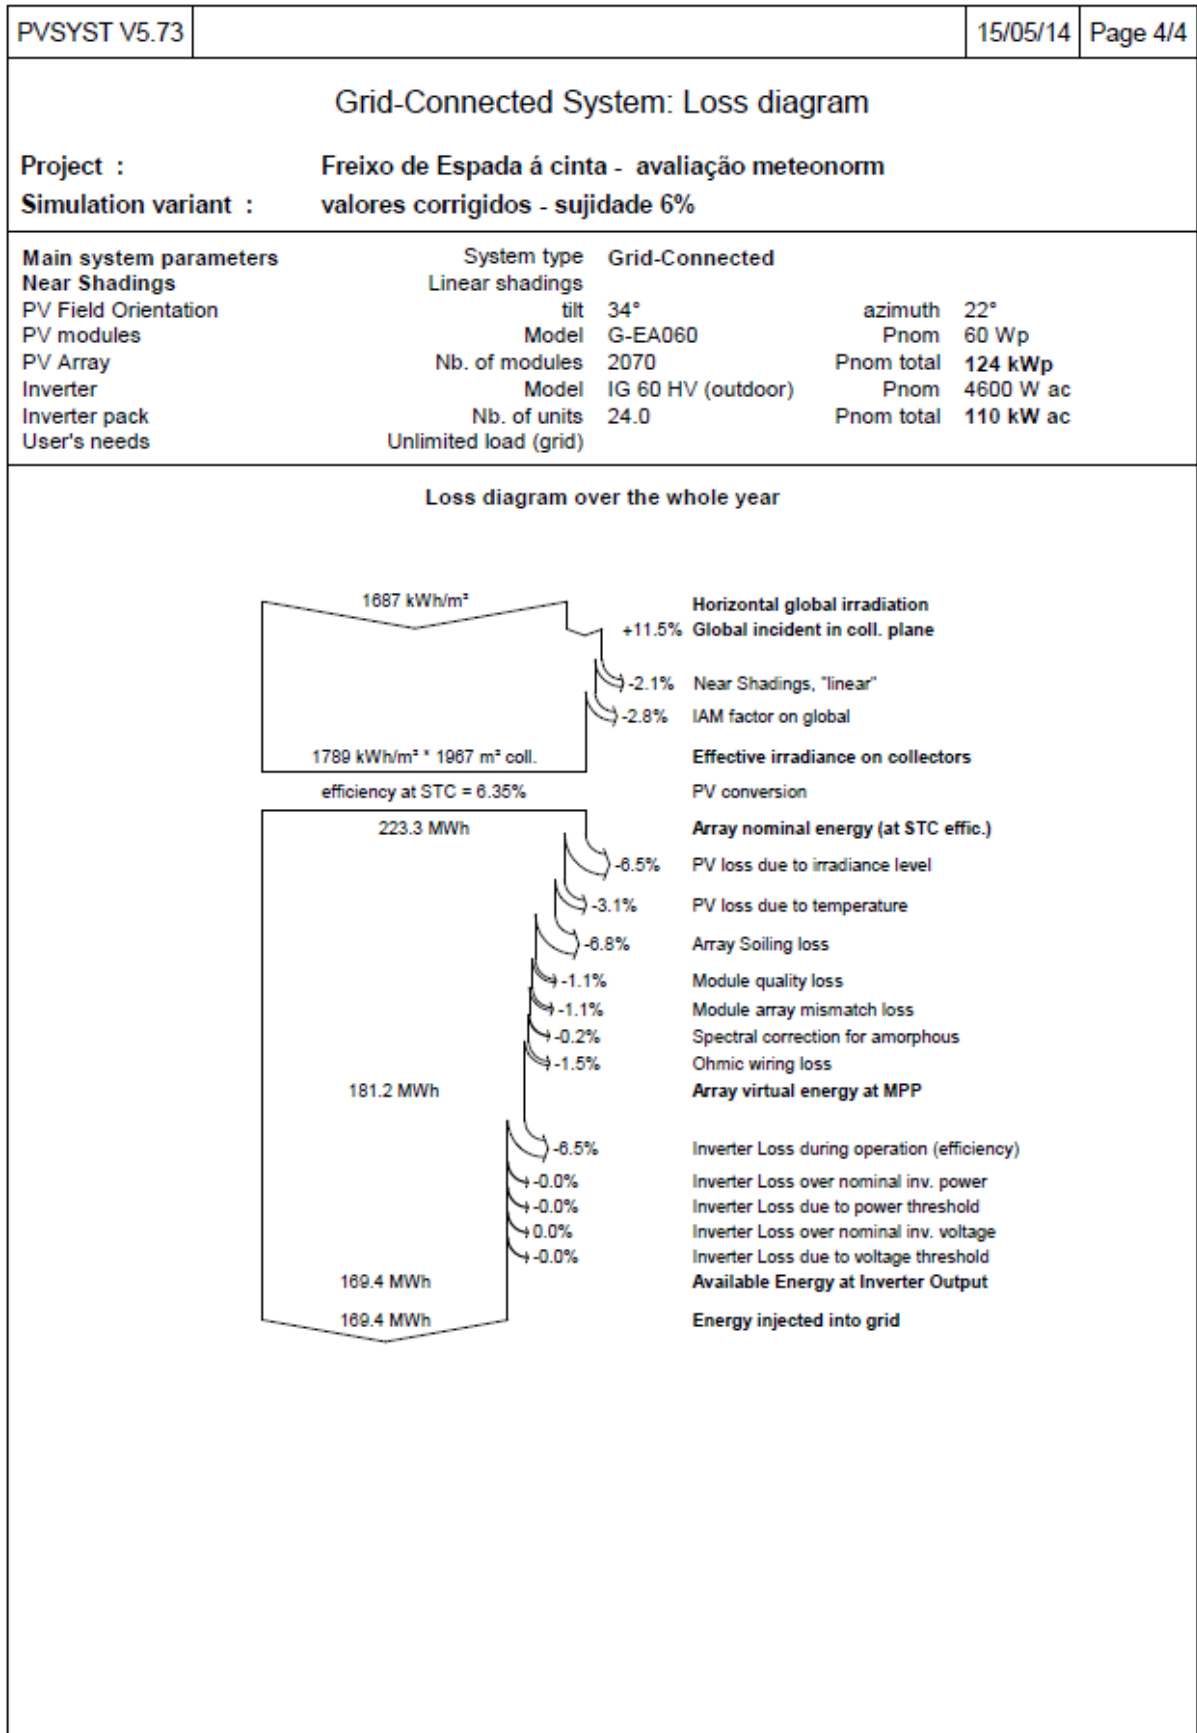 PVSYST V5.73 15/05/14 Page 4/4
Grid-Connected System: Loss diagram
Project : Freixo de Espada á cinta - avaliação meteonorm
Simulation variant : valores corrigidos - sujidade 6%
Main system parameters System type Grid-Connected
Near Shadings Linear shadings
PV Field Orientation tilt 34° azimuth 22°
PV modules Model G-EA060 Pnom 60 Wp
PV Array Nb. of modules 2070 Pnom total 124 kWp
Inverter Model IG 60 HV (outdoor) Pnom 4600 W ac
Inverter pack Nb. of units 24.0 Pnom total 110 kW ac
User's needs Unlimited load (grid)
Loss diagram over the whole year
1687 kWh/m² Horizontal global irradiation
+11.5% Global incident in coll. plane
-2.1% Near Shadings, "linear"
-2.8% IAM factor on global
1789 kWh/m² * 1967 m² coll. Effective irradiance on collectors
efficiency at STC = 6.35% PV conversion
223.3 MWh Array nominal energy (at STC effic.)
-6.5% PV loss due to irradiance level
-3.1% PV loss due to temperature
-6.8% Array Soiling loss
-1.1% Module quality loss
-1.1% Module array mismatch loss
-0.2% Spectral correction for amorphous
-1.5% Ohmic wiring loss
181.2 MWh Array virtual energy at MPP
-6.5% Inverter Loss during operation (efficiency)
-0.0% Inverter Loss over nominal inv. power
-0.0% Inverter Loss due to power threshold
0.0% Inverter Loss over nominal inv. voltage
-0.0% Inverter Loss due to voltage threshold
169.4 MWh Available Energy at Inverter Output
169.4 MWh Energy injected into grid